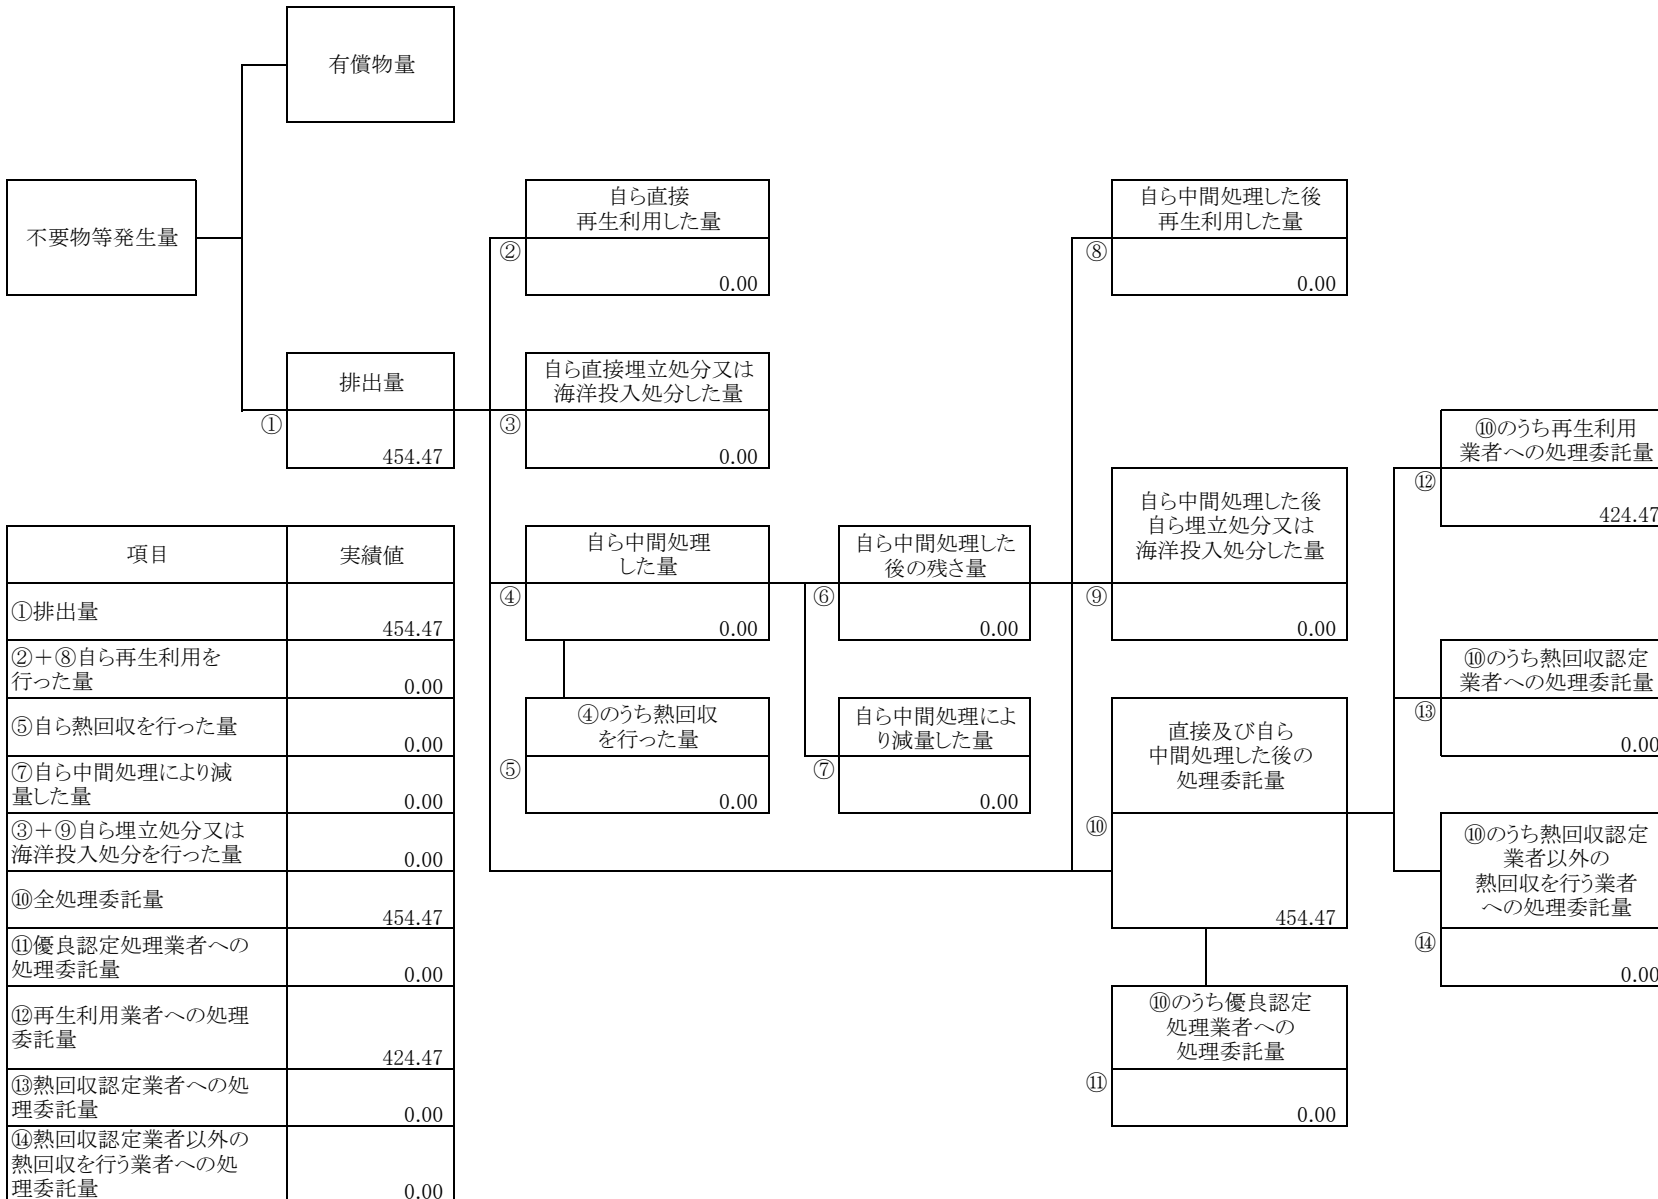 有償物量
不要物等発生量
自ら直接
再生利用した量
②
0.00
自ら中間処理した後
再生利用した量
⑧
0.00
排出量
①
454.47
自ら直接埋立処分又は
海洋投入処分した量
③
0.00
⑩のうち再生利用
業者への処理委託量
⑫
424.47
自ら中間処理した後
自ら埋立処分又は
海洋投入処分した量
⑨
0.00
自ら中間処理
した量
④
0.00
自ら中間処理した
後の残さ量
⑥
0.00
⑩のうち熱回収認定
業者への処理委託量
⑬
0.00
④のうち熱回収
を行った量
⑤
0.00
自ら中間処理によ
り減量した量
⑦
0.00
直接及び自ら
中間処理した後の
処理委託量
⑩
454.47
⑩のうち熱回収認定
業者以外の
熱回収を行う業者
への処理委託量
⑭
0.00
⑩のうち優良認定
処理業者への
処理委託量
⑪
0.00
項目 実績値
①排出量
454.47
②+⑧自ら再生利用を
行った量
0.00
⑤自ら熱回収を行った量
0.00
⑦自ら中間処理により減
量した量
0.00
③+⑨自ら埋立処分又は
海洋投入処分を行った量
0.00
⑩全処理委託量
454.47
⑪優良認定処理業者への
処理委託量
0.00
⑫再生利用業者への処理
委託量
424.47
⑬熱回収認定業者への処
理委託量
0.00
⑭熱回収認定業者以外の
熱回収を行う業者への処
理委託量
0.00